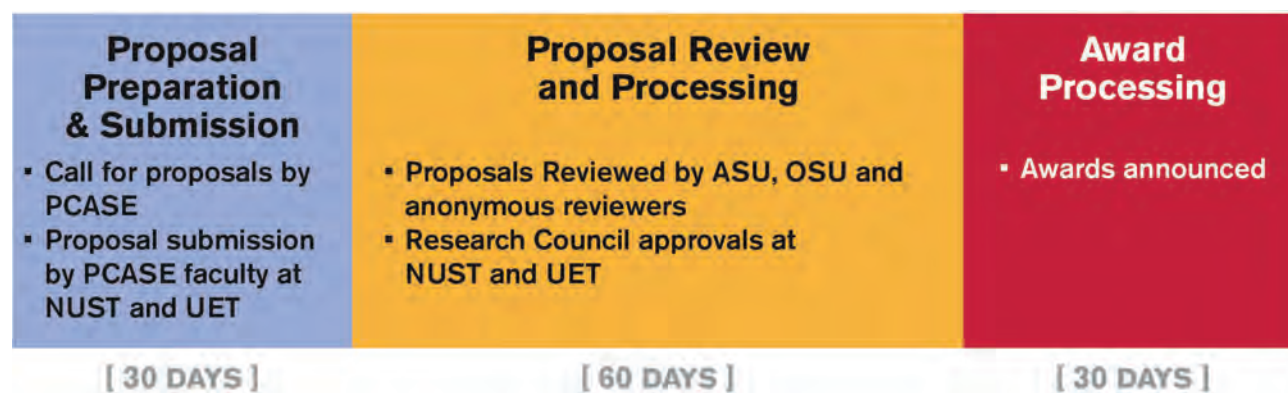 Proposal
Preparation
& Submission
▪ Call for proposals by
PCASE
▪ Proposal submission
by PCASE faculty at
NUST and UET
[ 30 DAYS ]
Proposal Review
and Processing
▪ Proposals Reviewed by ASU, OSU and
anonymous reviewers
▪ Research Council approvals at
NUST and UET
[ 60 DAYS ]
Award
Processing
▪ Awards announced
[ 30 DAYS ]